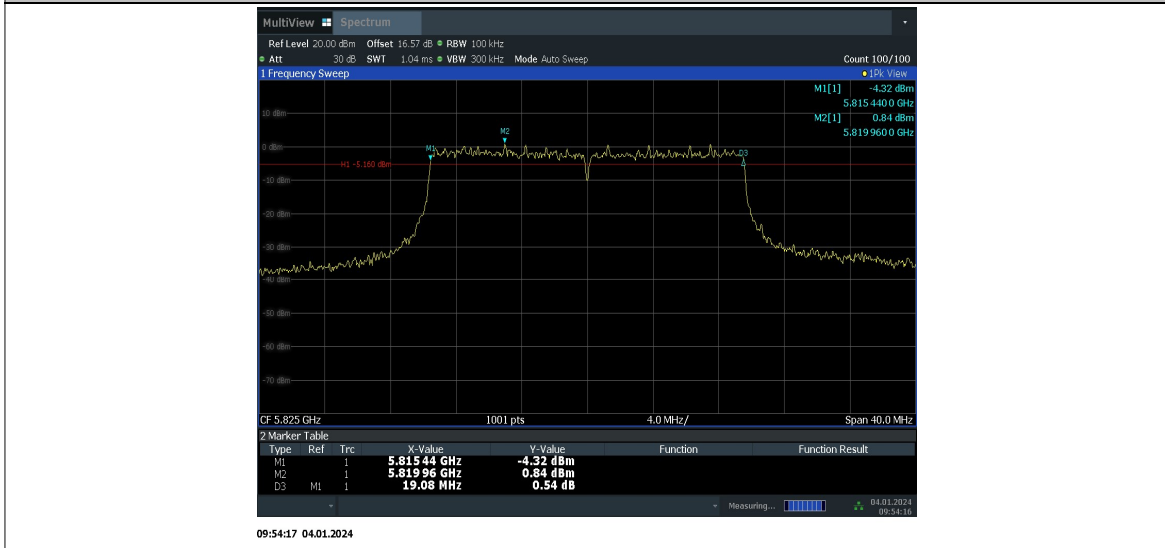 MultiView Spectrum
Ref Level 20.00 dBm Offset 16.57 dB RBW 100 kHz
Att 30 dB SWT 1.04 ms VBW 300 kHz Mode Auto Sweep Count 100/100
1 Frequency Sweep 1Pk View
M1[1] -4.32 dBm
5.815 440 0 GHz
10 dBm
M2[1] 0.84 dBm
5.819 960 0 GHz
M2
0 dBm
M1
D3
H1 -5.160 dBm
-10 dBm
-20 dBm
-30 dBm
-40 dBm
-50 dBm
-60 dBm
-70 dBm
CF 5.825 GHz 1001 pts 4.0 MHz/ Span 40.0 MHz
2 Marker Table
Type Ref Trc X-Value Y-Value Function Function Result
M1 1 5.815 44 GHz -4.32 dBm
M2 1 5.819 96 GHz 0.84 dBm
D3 M1 1 19.08 MHz 0.54 dB
Measuring... 04.01.2024
09:54:16
09:54:17 04.01.2024